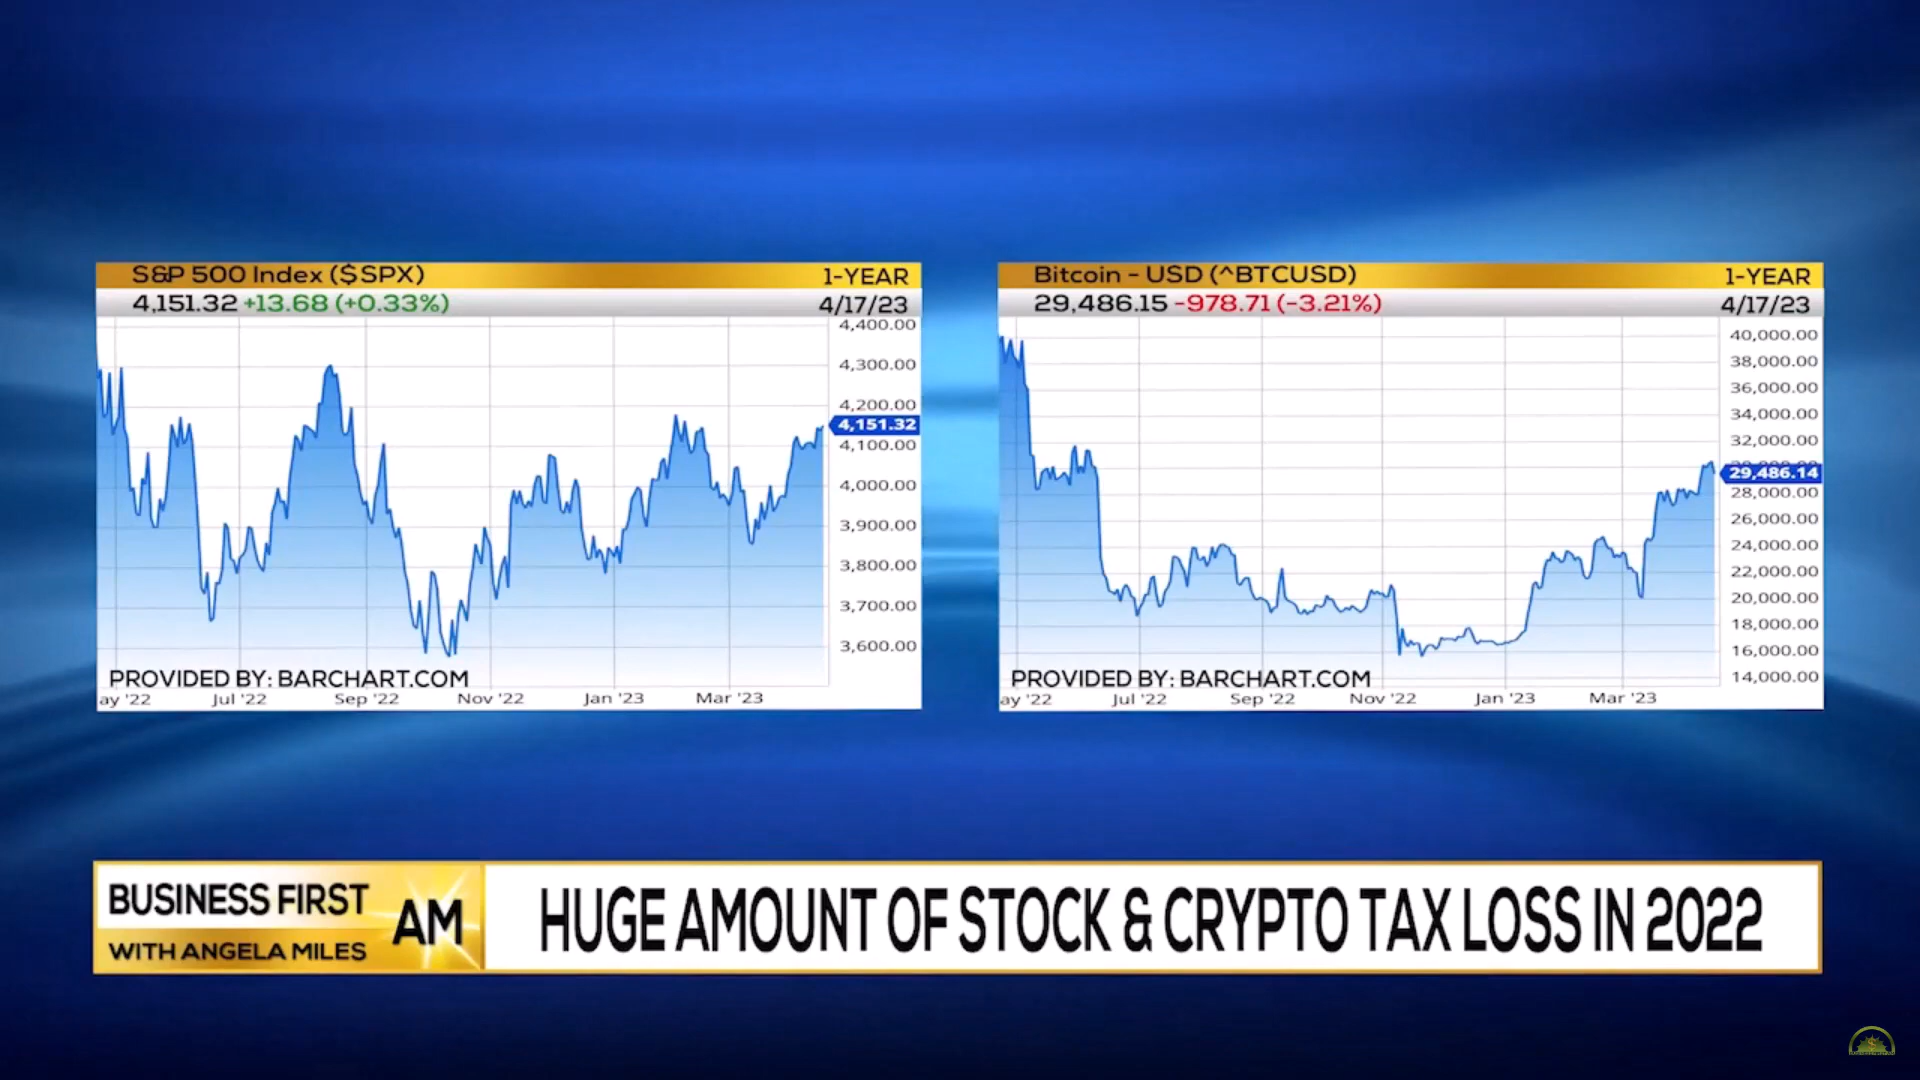 S&P 500 Index ($SPX) 1-YEAR
4,151.32 +13.68 (+0.33%) 4/17/23
4,400.00
4,300.00
4,200.00
4,151.32
4,100.00
4,000.00
3,900.00
3,800.00
3,700.00
3,600.00
PROVIDED BY: BARCHART.COM
ay '22 Jul '22 Sep '22 Nov '22 Jan '23 Mar '23
Bitcoin - USD (^BTCUSD) 1-YEAR
29,486.15 -978.71 (-3.21%) 4/17/23
40,000.00
38,000.00
36,000.00
34,000.00
32,000.00
29,486.14
28,000.00
26,000.00
24,000.00
22,000.00
20,000.00
18,000.00
16,000.00
14,000.00
PROVIDED BY: BARCHART.COM
ay '22 Jul '22 Sep '22 Nov '22 Jan '23 Mar '23
BUSINESS FIRST
AM
WITH ANGELA MILES
HUGE AMOUNT OF STOCK & CRYPTO TAX LOSS IN 2022